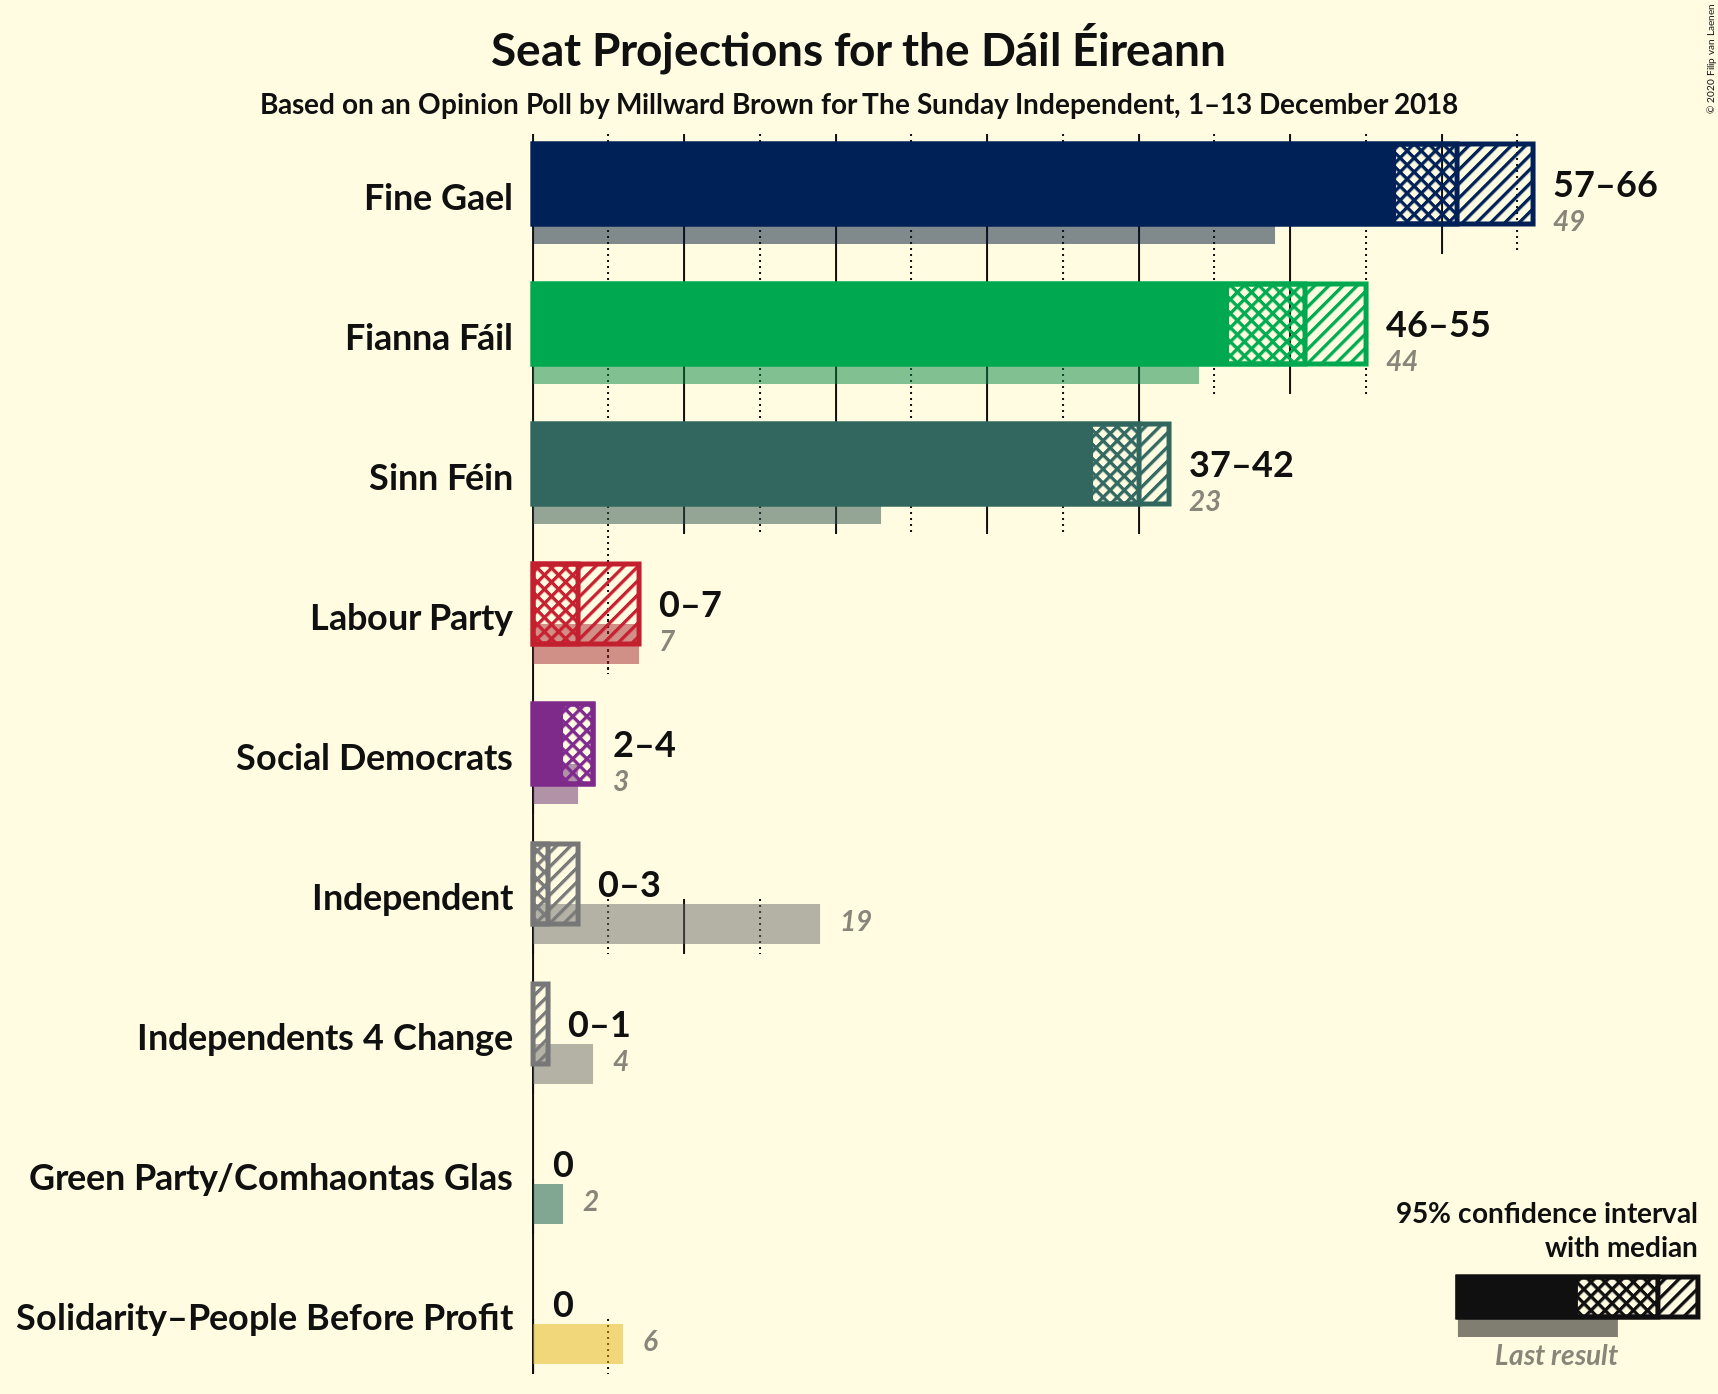 Seat Projections for the Dáil Éireann
Based on an Opinion Poll by Millward Brown for The Sunday Independent, 1–13 December 2018
© 2020 Filip van Laenen
Fine Gael
57–66
49
Fianna Fáil
46–55
44
Sinn Féin
37–42
23
Labour Party
0–7
7
Social Democrats
2–4
3
Independent
0–3
19
Independents 4 Change
0–1
4
Green Party/Comhaontas Glas
0
2
Solidarity–People Before Profit
0
6
95% confidence interval
with median
Last result